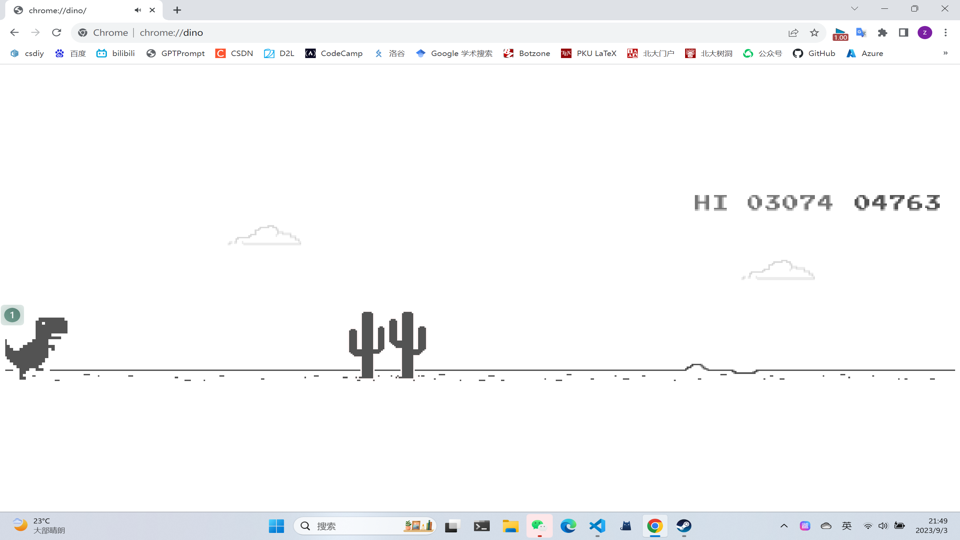 chrome://dino/
Chrome | chrome://dino
csdiy 百度 bilibili GPTPrompt CSDN D2L CodeCamp 洛谷 Google 学术搜索 Botzone PKU LaTeX 北大门户 北大树洞 公众号 GitHub Azure »
1.00
z
HI 03074 04763
1
23°C
大部晴朗
搜索
英
21:49
2023/9/3